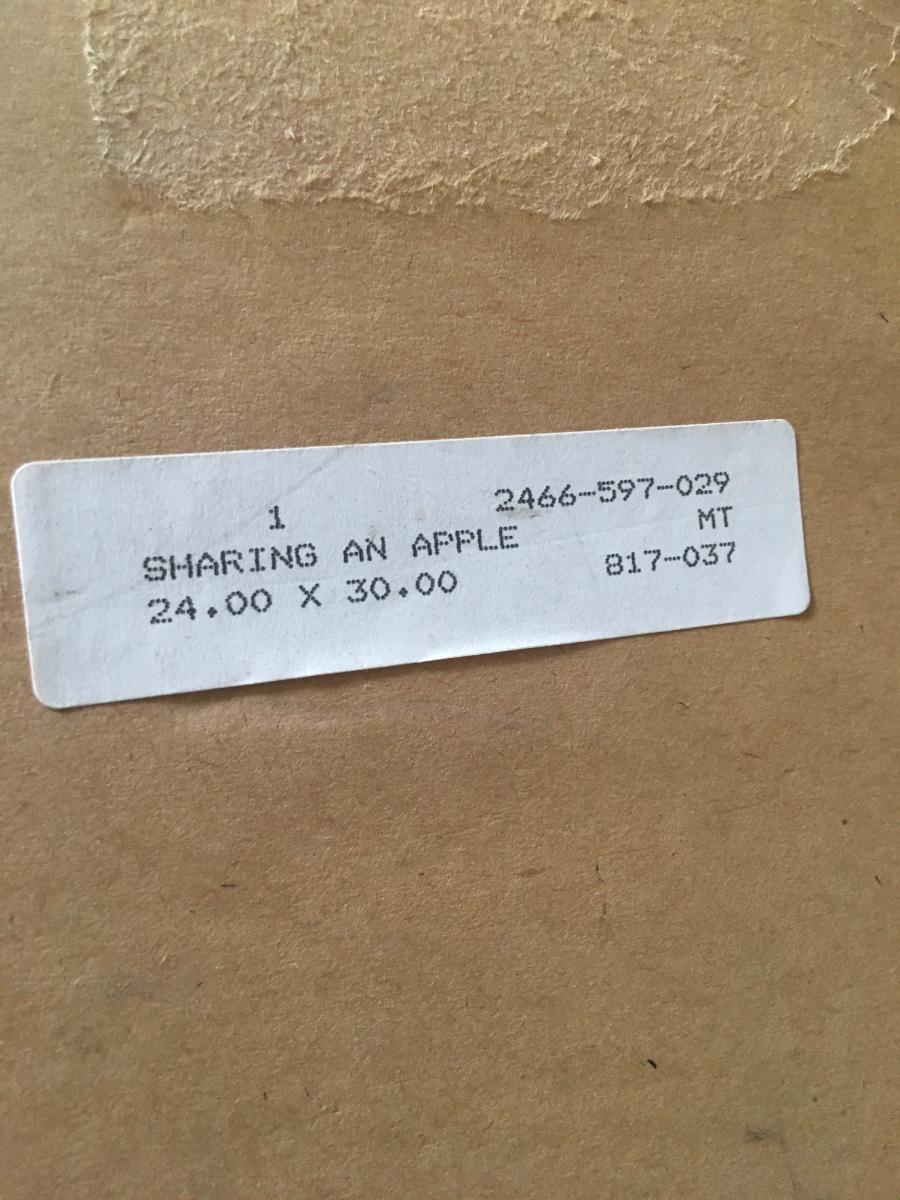 1 2466-597-029
SHARING AN APPLE MT
24.00 X 30.00 817-037